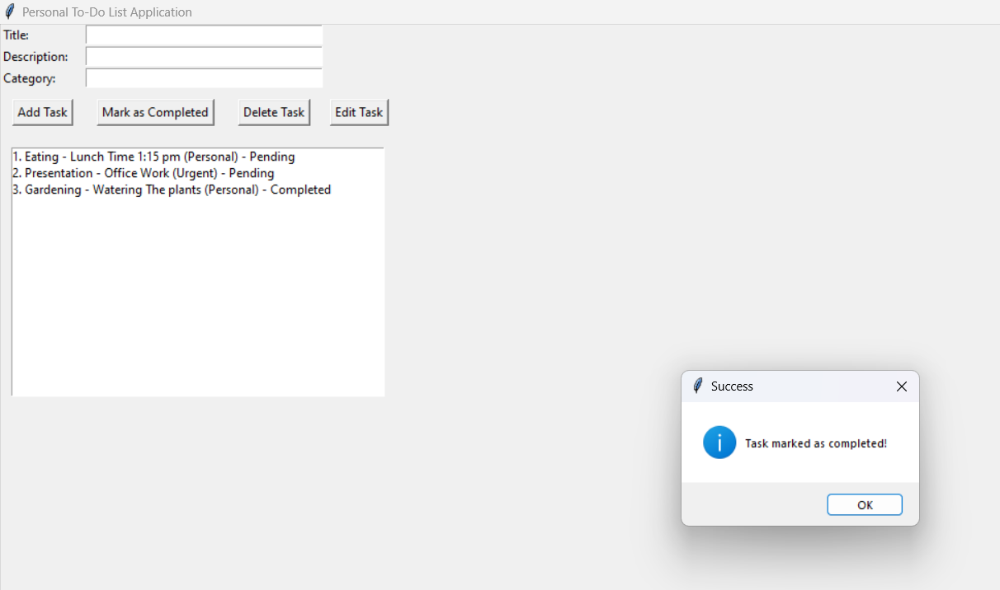 Personal To-Do List Application
Title:
Description:
Category:
Add Task
Mark as Completed
Delete Task
Edit Task
1. Eating - Lunch Time 1:15 pm (Personal) - Pending
2. Presentation - Office Work (Urgent) - Pending
3. Gardening - Watering The plants (Personal) - Completed
Success
Task marked as completed!
OK